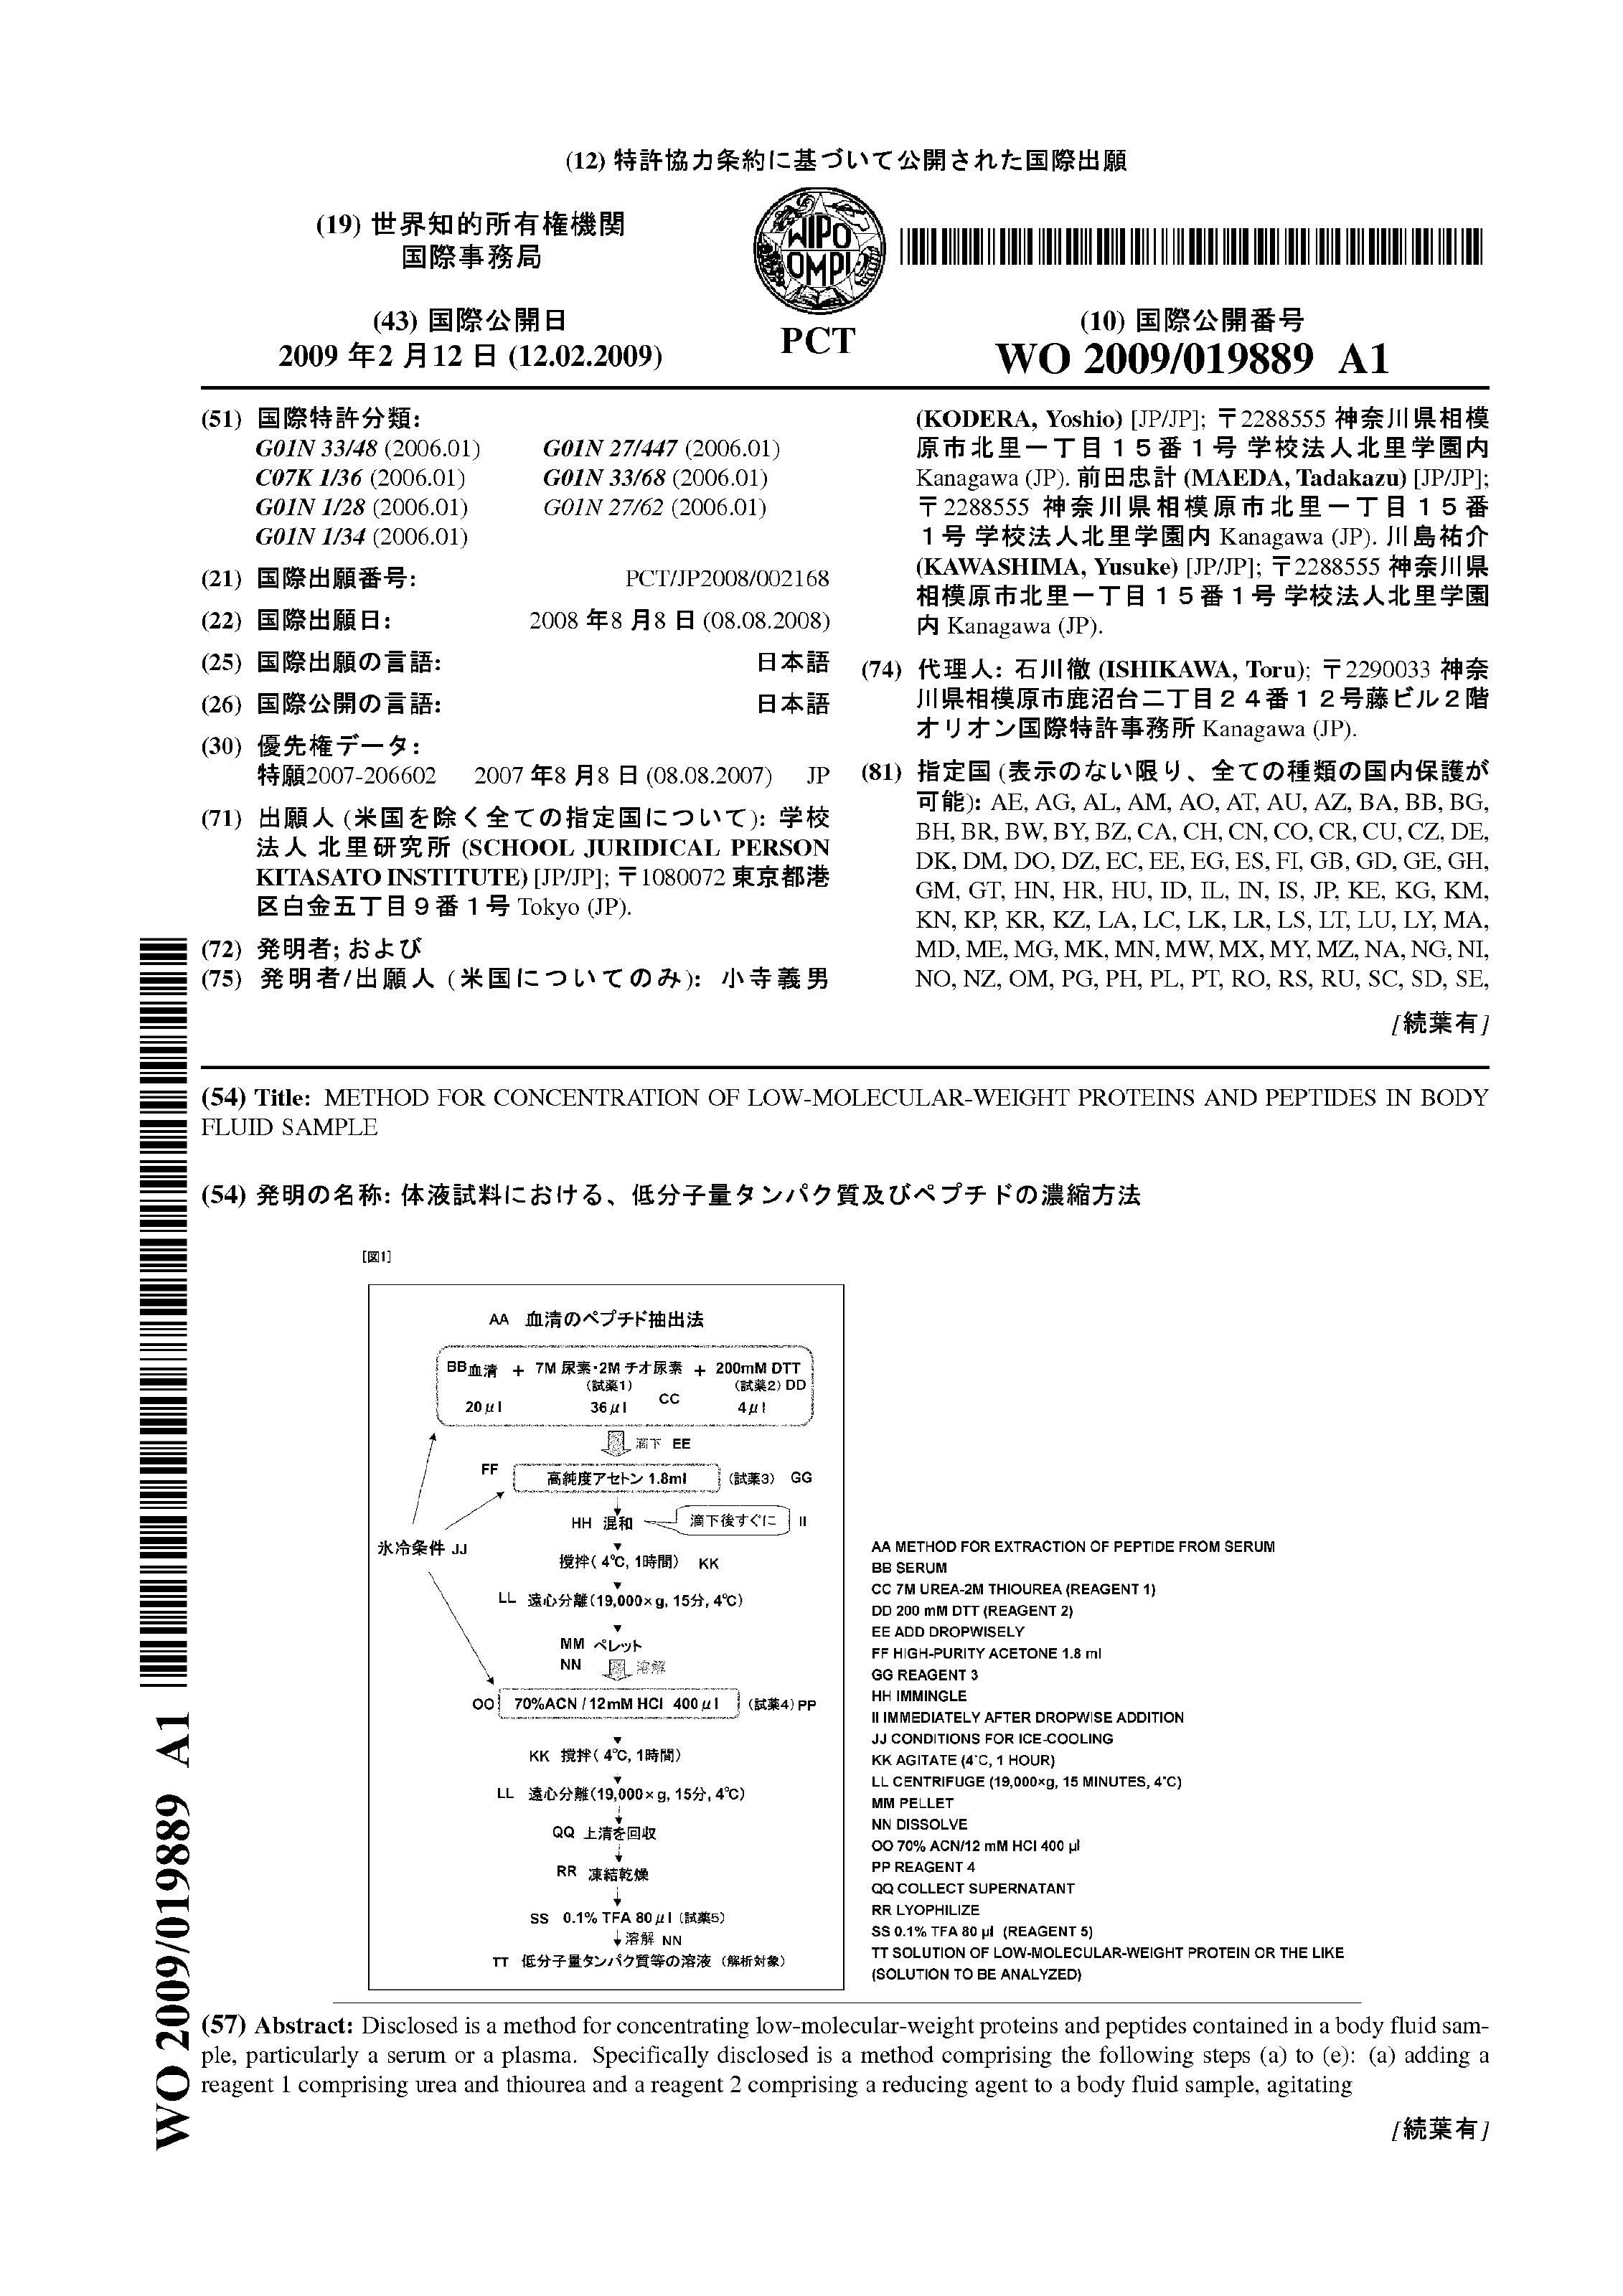 (12) 特許協力条約に基づいて公開された国際出願
(19) 世界知的所有権機関
国際事務局
WIPO
OMPI
PCT
(43) 国際公開日
2009 年2 月12 日 (12.02.2009)
(10) 国際公開番号
WO 2009/019889 A1
(51) 国際特許分類:
G01N 33/48 (2006.01) G01N 27/447 (2006.01)
C07K 1/36 (2006.01) G01N 33/68 (2006.01)
G01N 1/28 (2006.01) G01N 27/62 (2006.01)
G01N 1/34 (2006.01)
(21) 国際出願番号: PCT/JP2008/002168
(22) 国際出願日: 2008 年8 月8 日 (08.08.2008)
(25) 国際出願の言語: 日本語
(26) 国際公開の言語: 日本語
(30) 優先権データ:
特願2007-206602 2007 年8 月8 日 (08.08.2007) JP
(71) 出願人 (米国を除く全ての指定国について): 学校
法人 北里研究所 (SCHOOL JURIDICAL PERSON
KITASATO INSTITUTE) [JP/JP]; 〒1080072 東京都港
区白金五丁目9番1号 Tokyo (JP).
(72) 発明者; および
(75) 発明者/出願人 (米国についてのみ): 小寺義男
(KODERA, Yoshio) [JP/JP]; 〒2288555 神奈川県相模
原市北里一丁目15番1号 学校法人北里学園内
Kanagawa (JP). 前田忠計 (MAEDA, Tadakazu) [JP/JP];
〒2288555 神奈川県相模原市北里一丁目15番
1号 学校法人北里学園内 Kanagawa (JP). 川島祐介
(KAWASHIMA, Yusuke) [JP/JP]; 〒2288555 神奈川県
相模原市北里一丁目15番1号 学校法人北里学園
内 Kanagawa (JP).
(74) 代理人: 石川徹 (ISHIKAWA, Toru); 〒2290033 神奈
川県相模原市鹿沼台二丁目24番12号藤ビル2階
オリオン国際特許事務所 Kanagawa (JP).
(81) 指定国 (表示のない限り、全ての種類の国内保護が
可能): AE, AG, AL, AM, AO, AT, AU, AZ, BA, BB, BG,
BH, BR, BW, BY, BZ, CA, CH, CN, CO, CR, CU, CZ, DE,
DK, DM, DO, DZ, EC, EE, EG, ES, FI, GB, GD, GE, GH,
GM, GT, HN, HR, HU, ID, IL, IN, IS, JP, KE, KG, KM,
KN, KP, KR, KZ, LA, LC, LK, LR, LS, LT, LU, LY, MA,
MD, ME, MG, MK, MN, MW, MX, MY, MZ, NA, NG, NI,
NO, NZ, OM, PG, PH, PL, PT, RO, RS, RU, SC, SD, SE,
[続葉有]
(54) Title: METHOD FOR CONCENTRATION OF LOW-MOLECULAR-WEIGHT PROTEINS AND PEPTIDES IN BODY
FLUID SAMPLE
(54) 発明の名称: 体液試料における、低分子量タンパク質及びペプチドの濃縮方法
[図1]
AA 血清のペプチド抽出法
BB血清 + 7M 尿素・2M チオ尿素 + 200mM DTT
(試薬1) CC (試薬2) DD
20μl 36μl 4μl
滴下 EE
FF 高純度アセトン 1.8ml (試薬3) GG
HH 混和 滴下後すぐに II
氷冷条件 JJ
撹拌( 4℃, 1時間) KK
LL 遠心分離(19,000×g, 15分, 4℃)
MM ペレット
NN 溶解
OO 70%ACN / 12mM HCl 400μl (試薬4) PP
KK 撹拌( 4℃, 1時間)
LL 遠心分離(19,000×g, 15分, 4℃)
QQ 上清を回収
RR 凍結乾燥
SS 0.1% TFA 80μl (試薬5)
溶解 NN
TT 低分子量タンパク質等の溶液 (解析対象)
AA METHOD FOR EXTRACTION OF PEPTIDE FROM SERUM
BB SERUM
CC 7M UREA-2M THIOUREA (REAGENT 1)
DD 200 mM DTT (REAGENT 2)
EE ADD DROPWISELY
FF HIGH-PURITY ACETONE 1.8 ml
GG REAGENT 3
HH IMMINGLE
II IMMEDIATELY AFTER DROPWISE ADDITION
JJ CONDITIONS FOR ICE-COOLING
KK AGITATE (4°C, 1 HOUR)
LL CENTRIFUGE (19,000×g, 15 MINUTES, 4°C)
MM PELLET
NN DISSOLVE
OO 70% ACN/12 mM HCl 400 μl
PP REAGENT 4
QQ COLLECT SUPERNATANT
RR LYOPHILIZE
SS 0.1% TFA 80 μl (REAGENT 5)
TT SOLUTION OF LOW-MOLECULAR-WEIGHT PROTEIN OR THE LIKE
(SOLUTION TO BE ANALYZED)
(57) Abstract: Disclosed is a method for concentrating low-molecular-weight proteins and peptides contained in a body fluid sam-
ple, particularly a serum or a plasma. Specifically disclosed is a method comprising the following steps (a) to (e): (a) adding a
reagent 1 comprising urea and thiourea and a reagent 2 comprising a reducing agent to a body fluid sample, agitating
[続葉有]
WO 2009/019889 A1